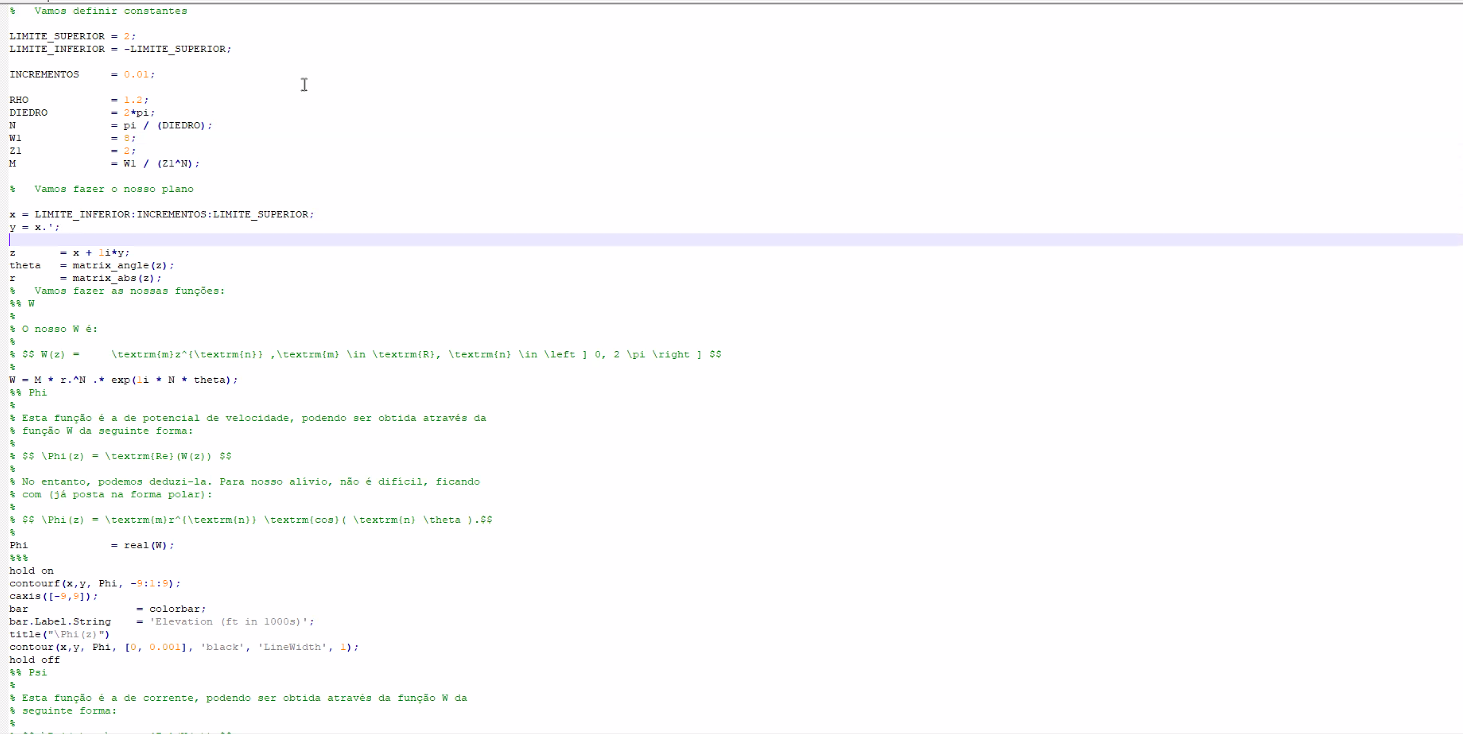 %   Vamos definir constantes
LIMITE_SUPERIOR = 2;
LIMITE_INFERIOR = -LIMITE_SUPERIOR;
INCREMENTOS     = 0.01;
RHO             = 1.2;
DIEDRO          = 2*pi;
N               = pi / (DIEDRO);
W1              = 8;
Z1              = 2;
M               = W1 / (Z1^N);
%   Vamos fazer o nosso plano
x = LIMITE_INFERIOR:INCREMENTOS:LIMITE_SUPERIOR;
y = x.';
z       = x + 1i*y;
theta   = matrix_angle(z);
r       = matrix_abs(z);
%   Vamos fazer as nossas funções:
%% W
%
% O nosso W é:
%
% $$ W(z) =     \textrm{m}z^{\textrm{n}} ,\textrm{m} \in \textrm{R}, \textrm{n} \in \left ] 0, 2 \pi \right ] $$
%
W = M * r.^N .* exp(1i * N * theta);
%% Phi
%
% Esta função é a de potencial de velocidade, podendo ser obtida através da
% função W da seguinte forma:
%
% $$ \Phi(z) = \textrm{Re}(W(z)) $$
%
% No entanto, podemos deduzi-la. Para nosso alívio, não é difícil, ficando
% com (já posta na forma polar):
%
% $$ \Phi(z) = \textrm{m}r^{\textrm{n}} \textrm{cos}( \textrm{n} \theta ).$$
%
Phi             = real(W);
%%%
hold on
contourf(x,y, Phi, -9:1:9);
caxis([-9,9]);
bar                 = colorbar;
bar.Label.String    = 'Elevation (ft in 1000s)';
title("\Phi(z)")
contour(x,y, Phi, [0, 0.001], 'black', 'LineWidth', 1);
hold off
%% Psi
%
% Esta função é a de corrente, podendo ser obtida através da função W da
% seguinte forma:
%